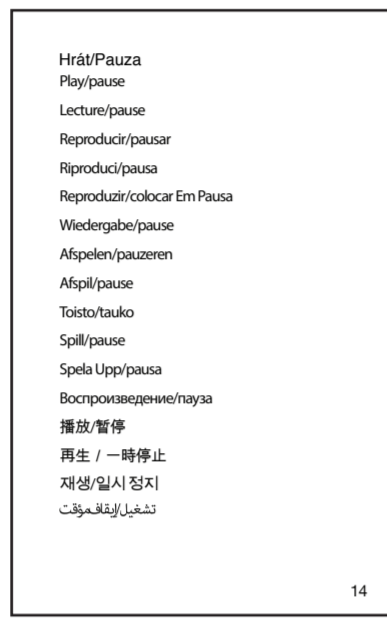 Hrát/Pauza
Play/pause
Lecture/pause
Reproducir/pausar
Riproduci/pausa
Reproduzir/colocar Em Pausa
Wiedergabe/pause
Afspelen/pauzeren
Afspil/pause
Toisto/tauko
Spill/pause
Spela Upp/pausa
Воспроизведение/пауза
播放/暫停
再生 / 一時停止
재생/일시 정지
تشغيل/إيقاف مؤقت
14